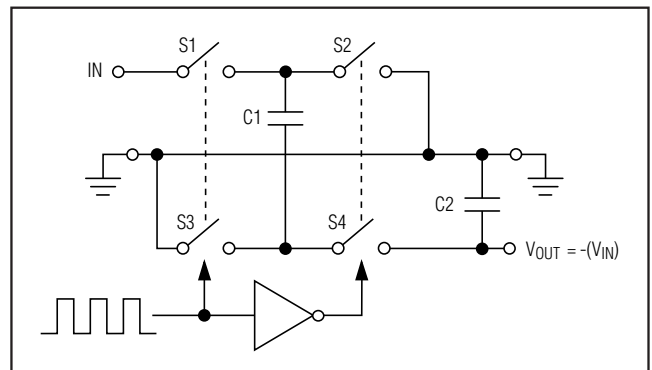 S1
S2
IN
C1
C2
S3
S4
VOUT = -(VIN)